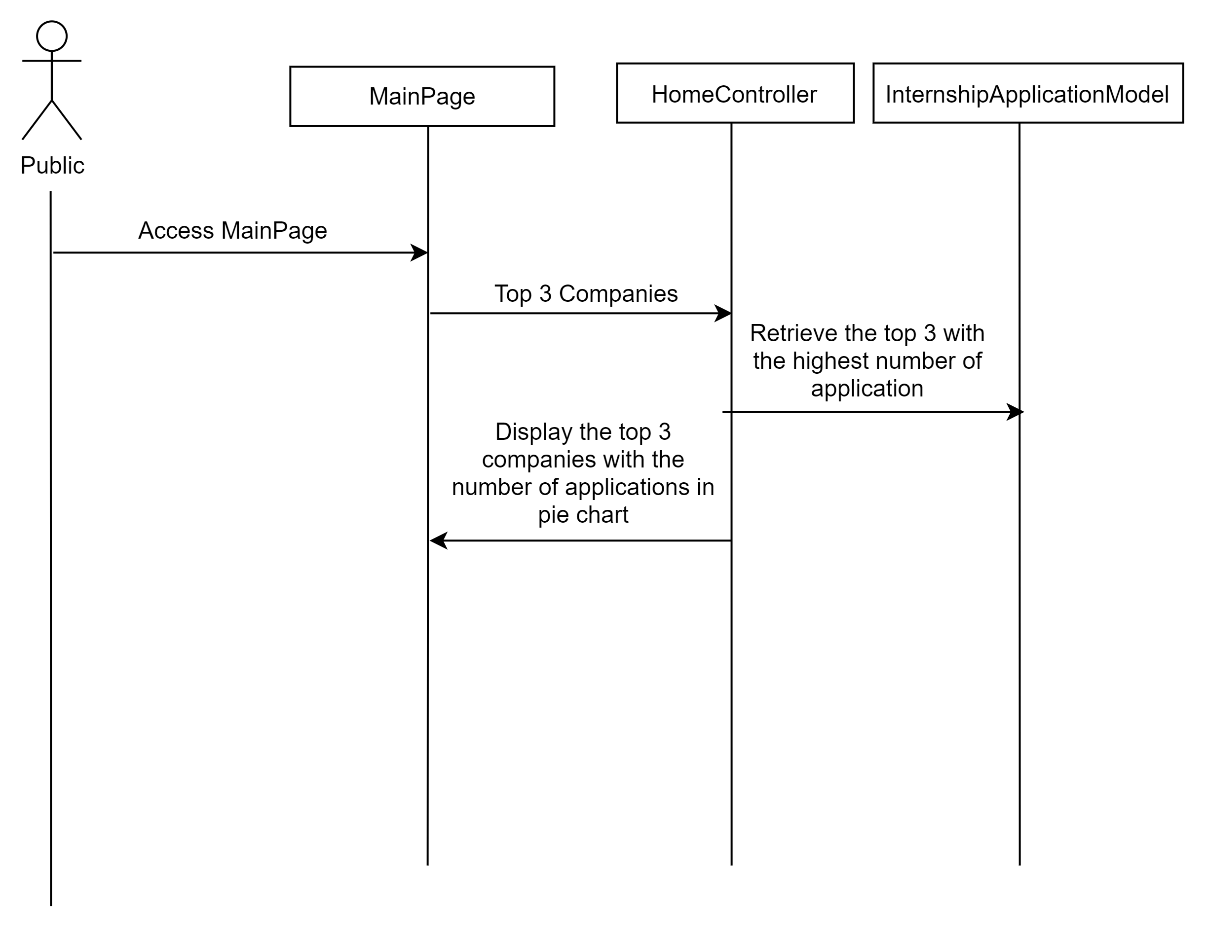 Public
MainPage
HomeController
InternshipApplicationModel
Access MainPage
Top 3 Companies
Retrieve the top 3 with
the highest number of
application
Display the top 3
companies with the
number of applications in
pie chart